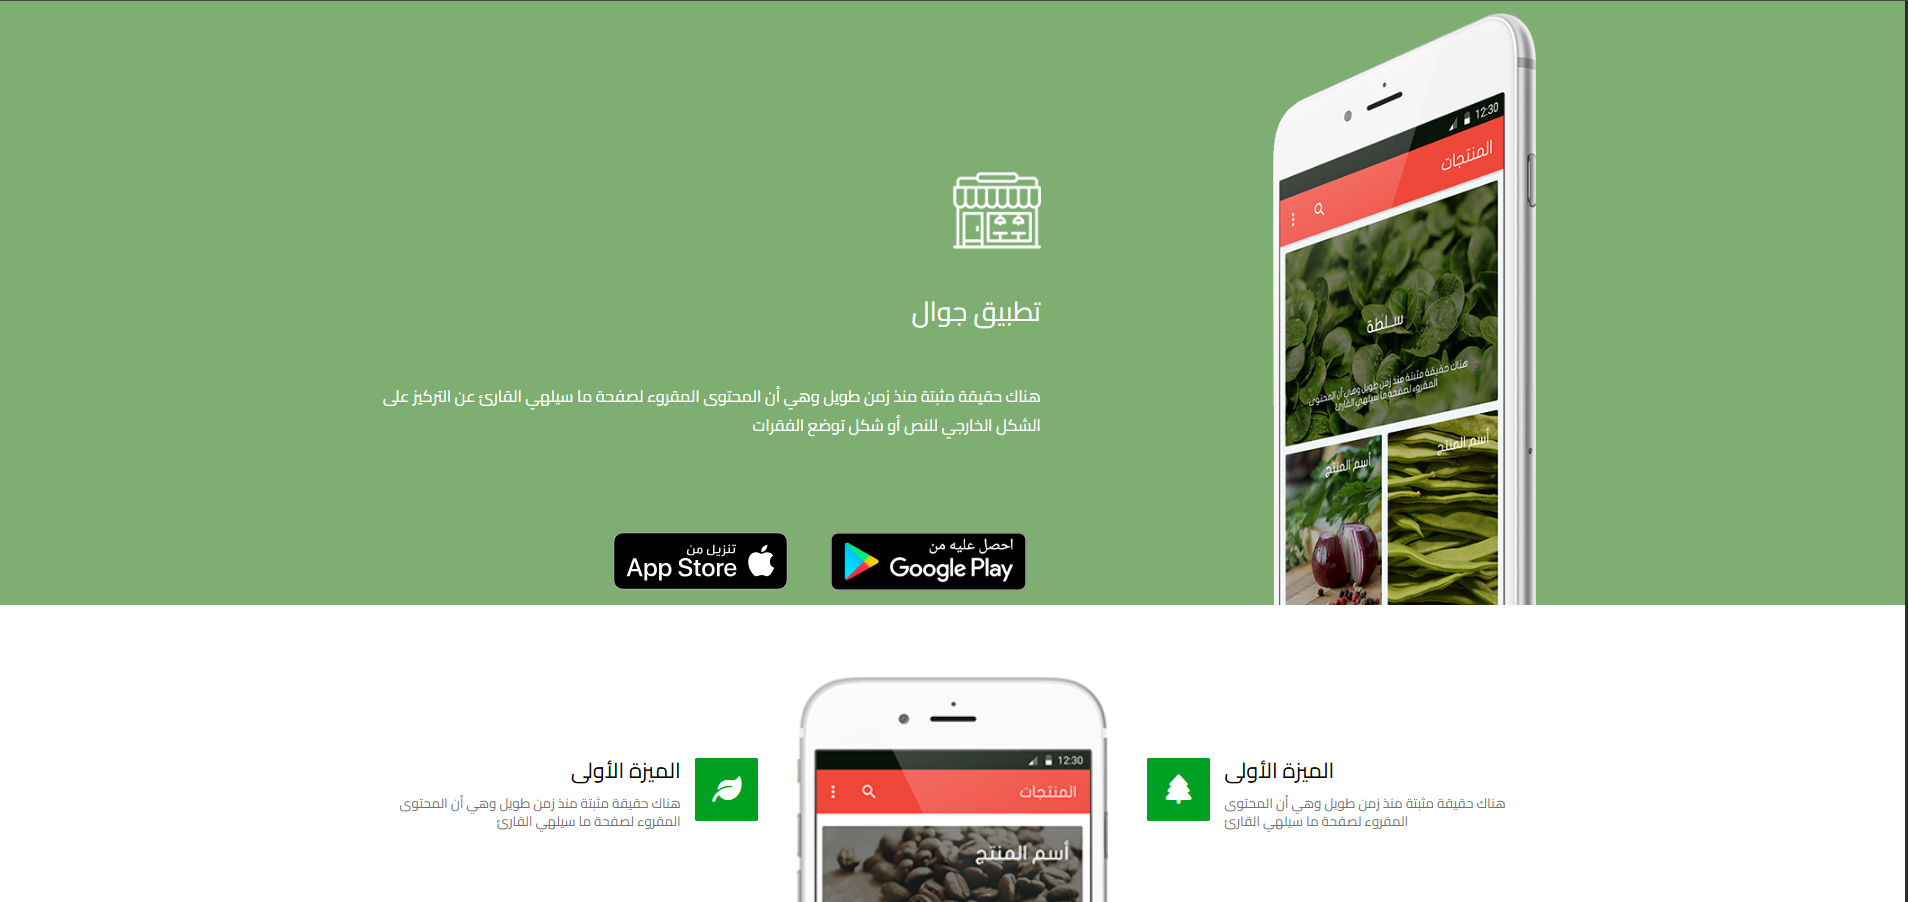 12:30
المنتجات
سلطة
هناك حقيقة مثبتة منذ زمن طويل وهي أن المحتوى
المقروء لصفحة ما سيلهي القارئ
أسم المنتج
أسم المنتج
تطبيق جوال
هناك حقيقة مثبتة منذ زمن طويل وهي أن المحتوى المقروء لصفحة ما سيلهي القارئ عن التركيز على
الشكل الخارجي للنص أو شكل توضع الفقرات
احصل عليه من
Google Play
تنزيل من
App Store
الميزة الأولى
هناك حقيقة مثبتة منذ زمن طويل وهي أن المحتوى
المقروء لصفحة ما سيلهي القارئ
12:30
المنتجات
أسم المنتج
الميزة الأولى
هناك حقيقة مثبتة منذ زمن طويل وهي أن المحتوى
المقروء لصفحة ما سيلهي القارئ